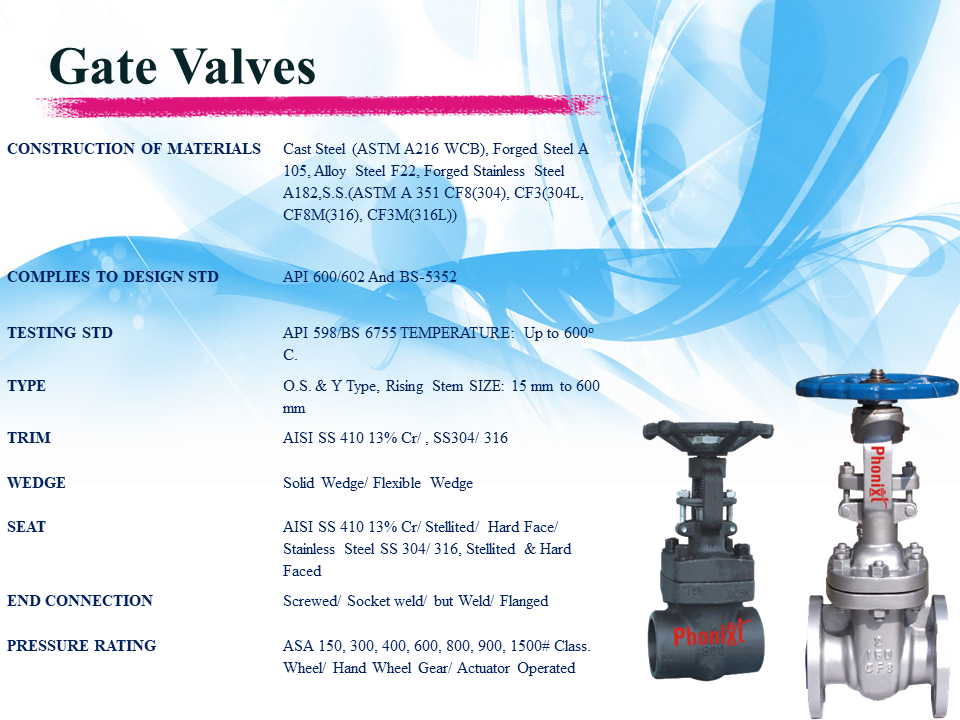 Gate Valves
CONSTRUCTION OF MATERIALS
Cast Steel (ASTM A216 WCB), Forged Steel A
105, Alloy Steel F22, Forged Stainless Steel
A182,S.S.(ASTM A 351 CF8(304), CF3(304L,
CF8M(316), CF3M(316L))
COMPLIES TO DESIGN STD
API 600/602 And BS-5352
TESTING STD
API 598/BS 6755 TEMPERATURE: Up to 600°
C.
TYPE
O.S. & Y Type, Rising Stem SIZE: 15 mm to 600
mm
TRIM
AISI SS 410 13% Cr/ , SS304/ 316
WEDGE
Solid Wedge/ Flexible Wedge
SEAT
AISI SS 410 13% Cr/ Stellited/ Hard Face/
Stainless Steel SS 304/ 316, Stellited & Hard
Faced
END CONNECTION
Screwed/ Socket weld/ but Weld/ Flanged
PRESSURE RATING
ASA 150, 300, 400, 600, 800, 900, 1500# Class.
Wheel/ Hand Wheel Gear/ Actuator Operated
Phonixt
800
Phonixt
2
150
CF8